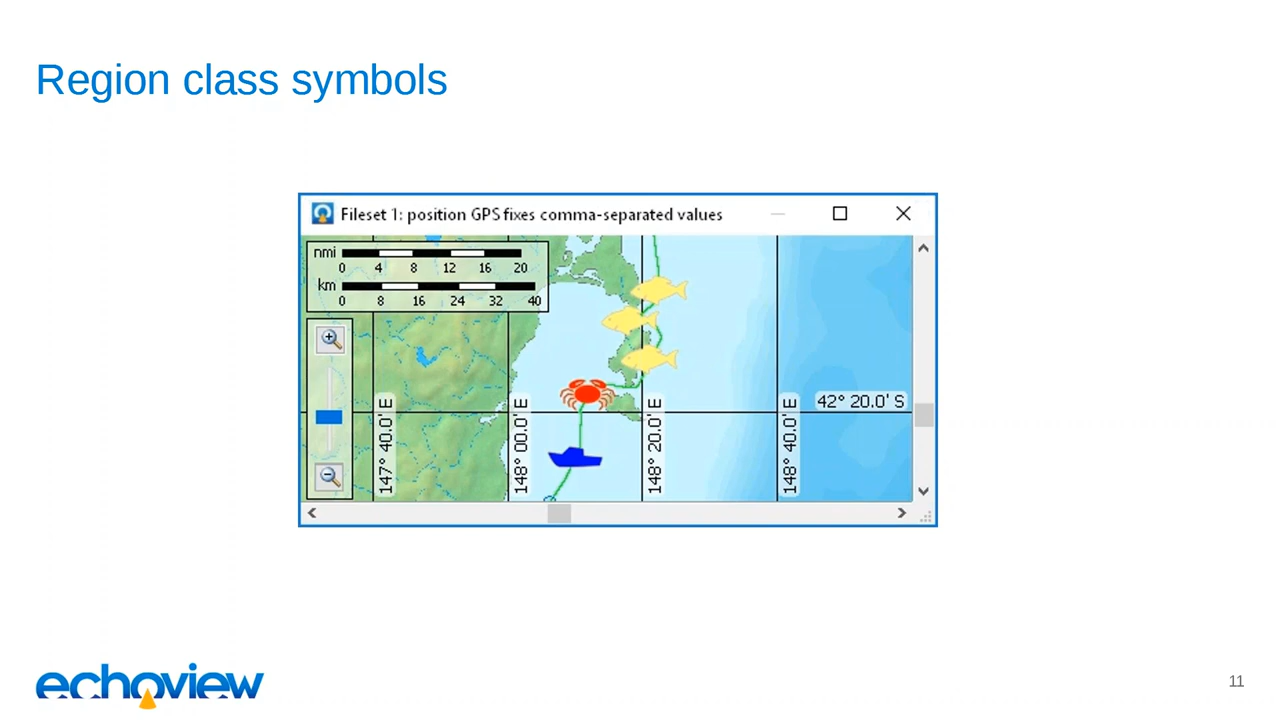 Region class symbols
Fileset 1: position GPS fixes comma-separated values
nmi
0 4 8 12 16 20
km
0 8 16 24 32 40
42° 20.0' S
147° 40.0' E
148° 00.0' E
148° 20.0' E
148° 40.0' E
echoview
11